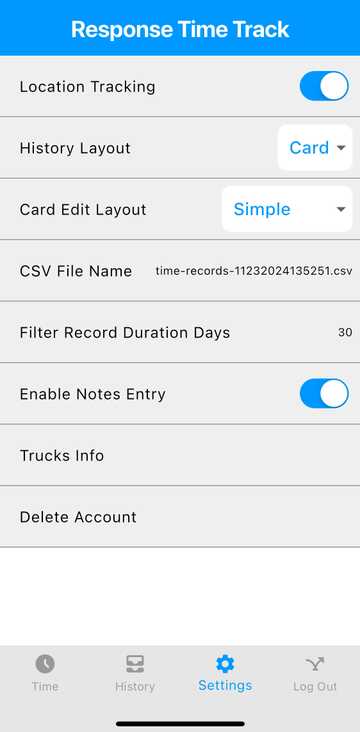 Response Time Track
Location Tracking
History Layout Card
Card Edit Layout Simple
CSV File Name time-records-11232024135251.csv
Filter Record Duration Days 30
Enable Notes Entry
Trucks Info
Delete Account
Time History Settings Log Out